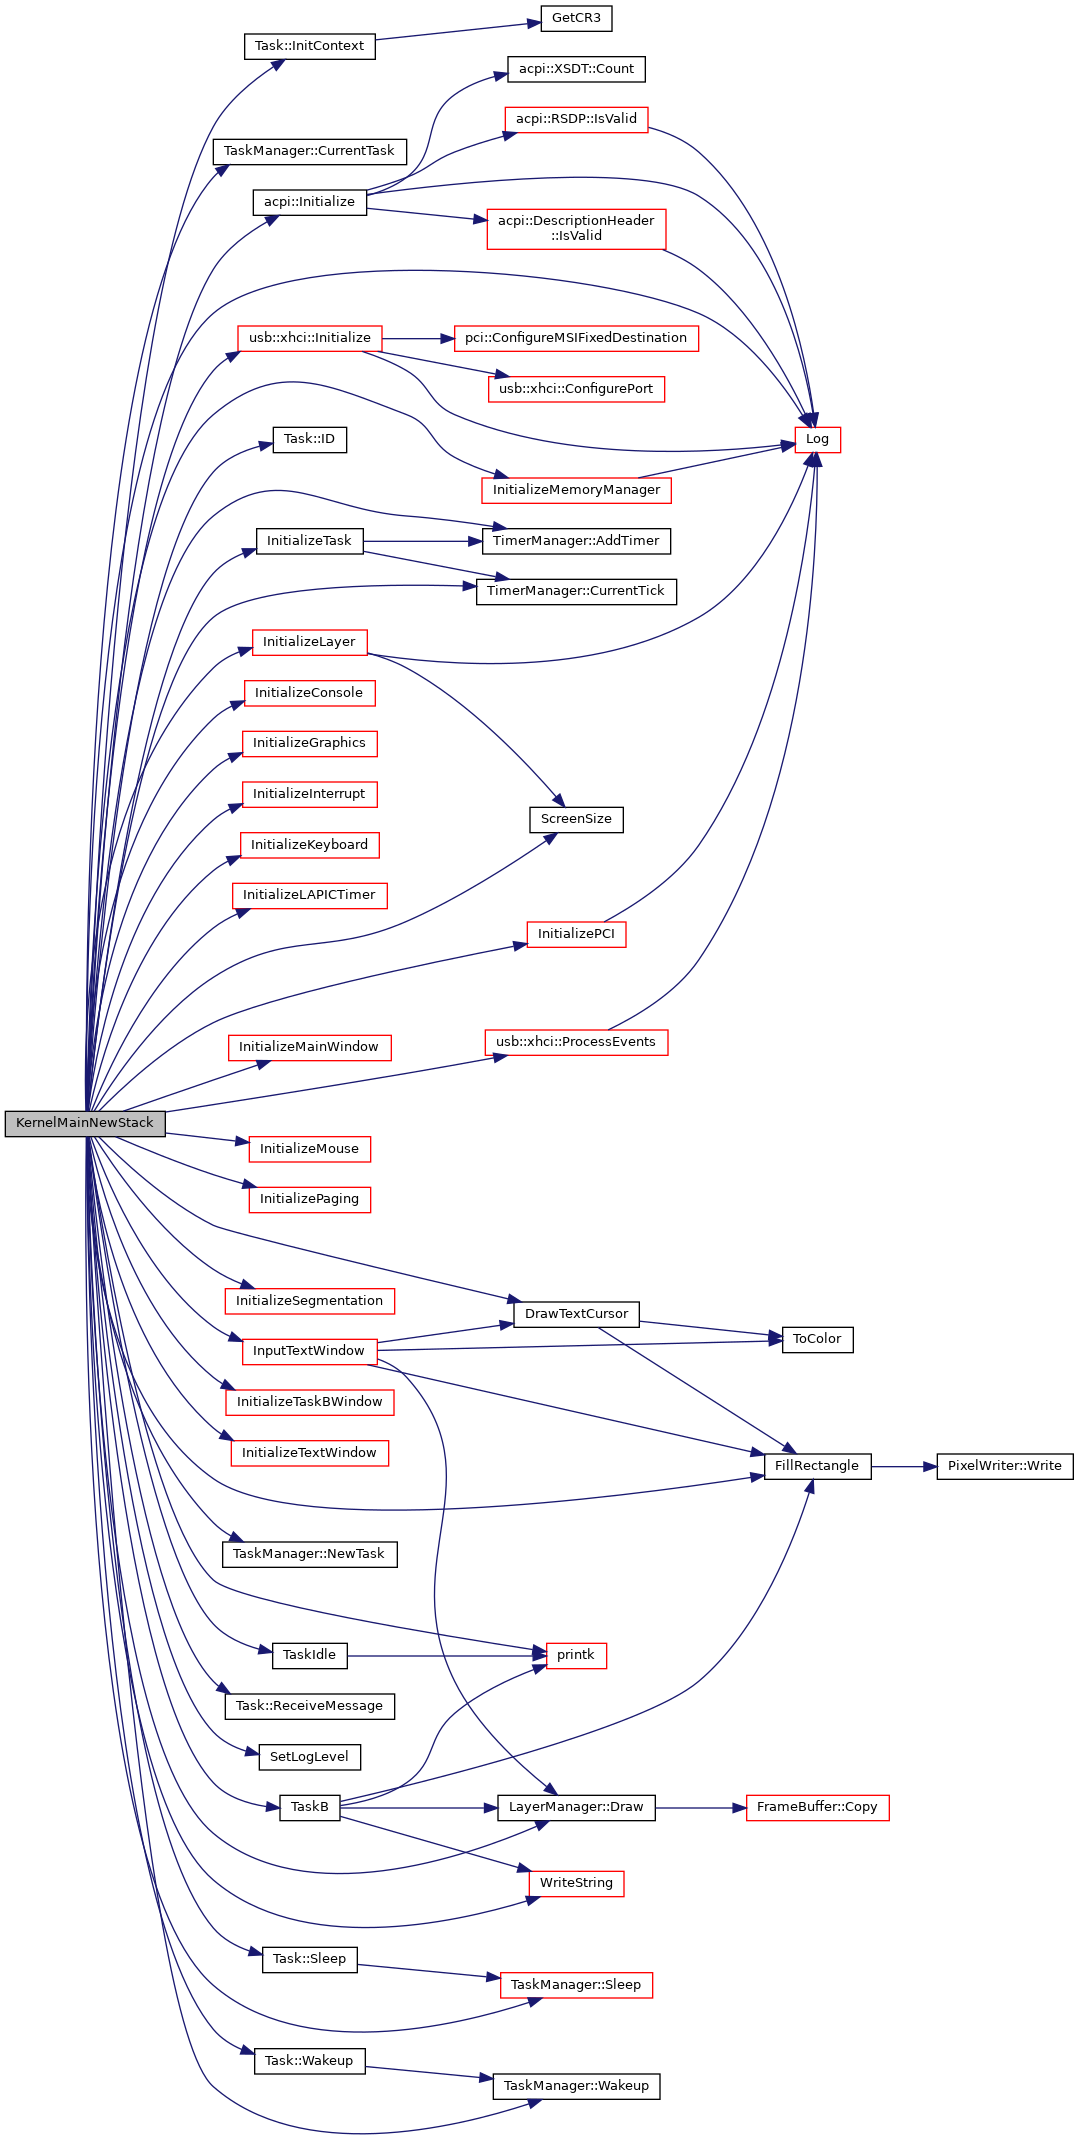 GetCR3
Task::InitContext
acpi::XSDT::Count
acpi::RSDP::IsValid
TaskManager::CurrentTask
acpi::Initialize
acpi::DescriptionHeader
::IsValid
usb::xhci::Initialize
pci::ConfigureMSIFixedDestination
usb::xhci::ConfigurePort
Task::ID
Log
InitializeMemoryManager
InitializeTask
TimerManager::AddTimer
TimerManager::CurrentTick
InitializeLayer
InitializeConsole
InitializeGraphics
InitializeInterrupt
ScreenSize
InitializeKeyboard
InitializeLAPICTimer
InitializePCI
InitializeMainWindow
usb::xhci::ProcessEvents
KernelMainNewStack
InitializeMouse
InitializePaging
InitializeSegmentation
DrawTextCursor
ToColor
InputTextWindow
InitializeTaskBWindow
InitializeTextWindow
FillRectangle
PixelWriter::Write
TaskManager::NewTask
TaskIdle
printk
Task::ReceiveMessage
SetLogLevel
TaskB
LayerManager::Draw
FrameBuffer::Copy
WriteString
Task::Sleep
TaskManager::Sleep
Task::Wakeup
TaskManager::Wakeup